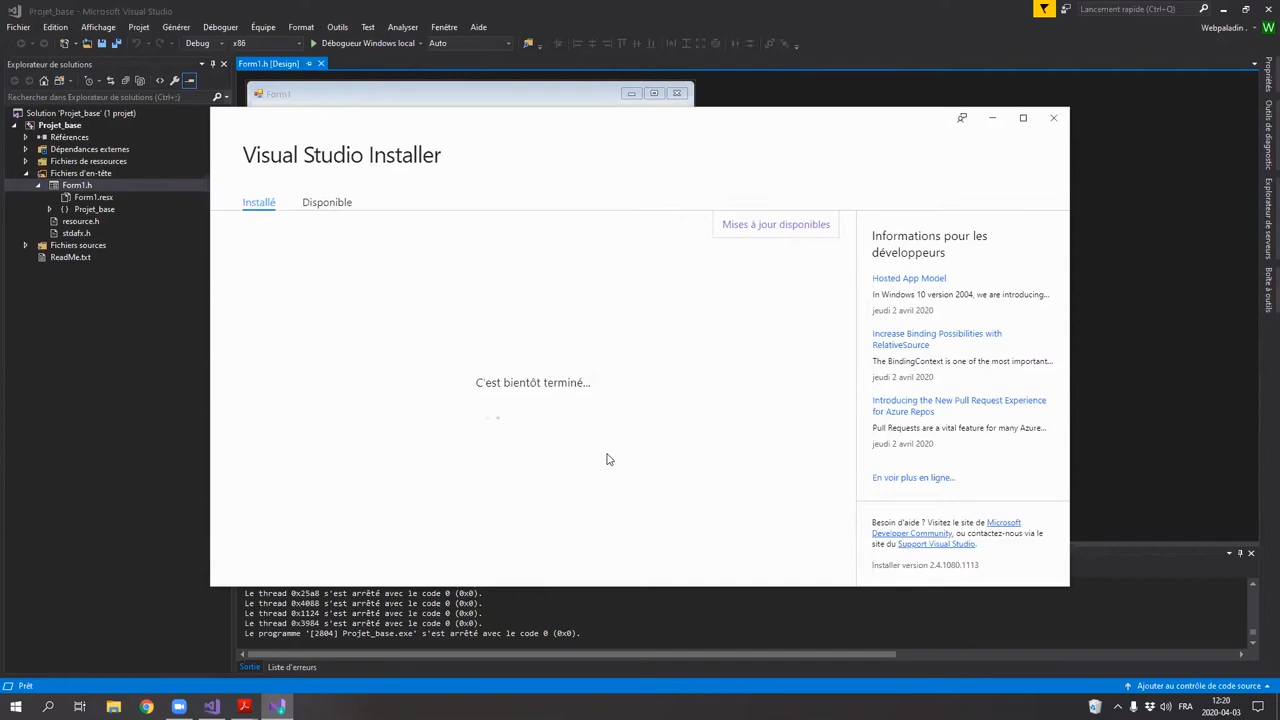 Projet_base - Microsoft Visual Studio
Lancement rapide (Ctrl+Q)
Fichier Édition Affichage Projet Générer Déboguer Équipe Format Outils Test Analyser Fenêtre Aide
Webpaladin .
W
Debug x86 Débogueur Windows local Auto
Explorateur de solutions
Form1.h [Design]
Rechercher dans Explorateur de solutions (Ctrl+;)
Solution 'Projet_base' (1 projet)
Projet_base
Références
Dépendances externes
Fichiers de ressources
Fichiers d'en-tête
Form1.h
Form1.resx
Projet_base
resource.h
stdafx.h
Fichiers sources
ReadMe.txt
Form1
Visual Studio Installer
Installé Disponible
Mises à jour disponibles
C'est bientôt terminé...
Informations pour les
développeurs
Hosted App Model
In Windows 10 version 2004, we are introducing...
jeudi 2 avril 2020
Increase Binding Possibilities with
RelativeSource
The BindingContext is one of the most important...
jeudi 2 avril 2020
Introducing the New Pull Request Experience
for Azure Repos
Pull Requests are a vital feature for many Azure...
jeudi 2 avril 2020
En voir plus en ligne...
Besoin d'aide ? Visitez le site de Microsoft
Developer Community, ou contactez-nous via le
site du Support Visual Studio.
Installer version 2.4.1080.1113
Propriétés
Outils de diagnostic
Explorateur de serveurs
Boîte à outils
Le thread 0x25a8 s'est arrêté avec le code 0 (0x0).
Le thread 0x4088 s'est arrêté avec le code 0 (0x0).
Le thread 0x1124 s'est arrêté avec le code 0 (0x0).
Le thread 0x3984 s'est arrêté avec le code 0 (0x0).
Le programme '[2804] Projet_base.exe' s'est arrêté avec le code 0 (0x0).
Sortie Liste d'erreurs
Prêt
Ajouter au contrôle de code source
FRA
12:20
2020-04-03